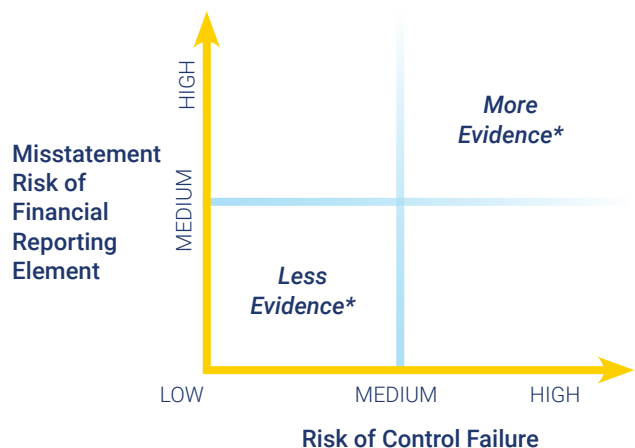 HIGH
More
Evidence*
Misstatement
Risk of
Financial
Reporting
Element
MEDIUM
Less
Evidence*
LOW
MEDIUM
HIGH
Risk of Control Failure